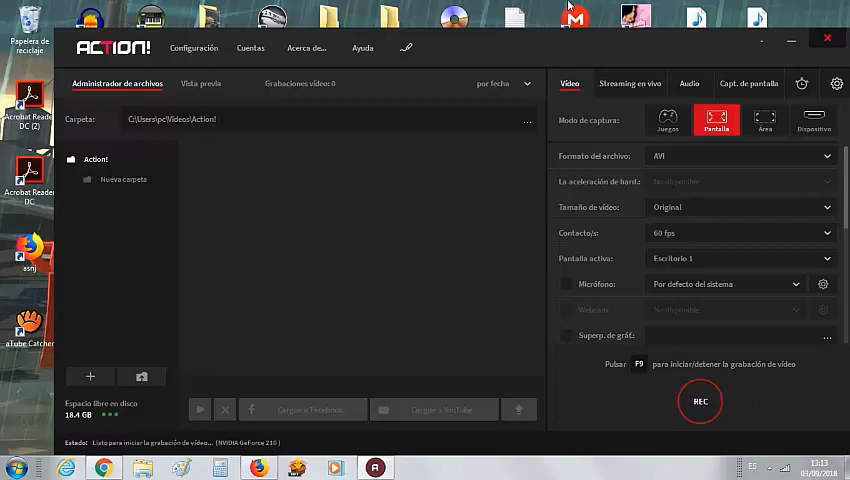 Papelera de
reciclaje
Acrobat Reade
DC (2)
Acrobat Reade
DC
asnj
aTube Catcher
ACTION!
Configuración
Cuentas
Acerca de...
Ayuda
Administrador de archivos
Vista previa
Grabaciones vídeo: 0
por fecha
Carpeta:
C:\Users\pc\Videos\Action!
...
Action!
Nueva carpeta
Espacio libre en disco
18.4 GB
Cargue a Facebook
Cargue a YouTube
Estado: Listo para iniciar la grabación de vídeo... (NVIDIA GeForce 210 )
Vídeo
Streaming en vivo
Audio
Capt. de pantalla
Modo de captura:
Juegos
Pantalla
Área
Dispositivo
Formato del archivo:
AVI
La aceleración de hard.:
No disponible
Tamaño de vídeo:
Original
Contacto/s:
60 fps
Pantalla activa:
Escritorio 1
Micrófono:
Por defecto del sistema
Webcam:
No disponible
Superp. de gráf.:
...
Pulsar F9 para iniciar/detener la grabación de vídeo
REC
ES
13:13
03/09/2018